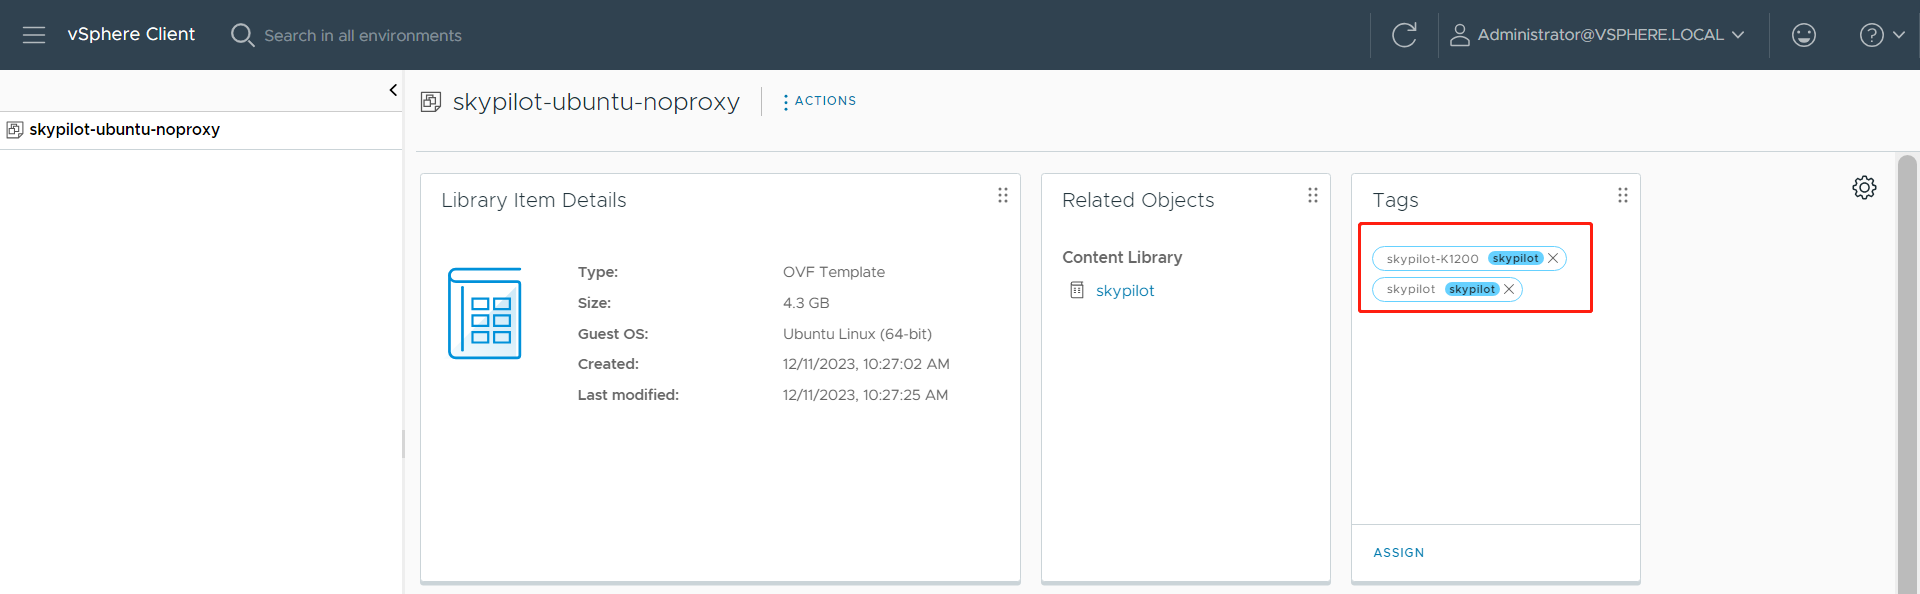 vSphere Client
Search in all environments
Administrator@VSPHERE.LOCAL
skypilot-ubuntu-noproxy
skypilot-ubuntu-noproxy
ACTIONS
Library Item Details
Type: OVF Template
Size: 4.3 GB
Guest OS: Ubuntu Linux (64-bit)
Created: 12/11/2023, 10:27:02 AM
Last modified: 12/11/2023, 10:27:25 AM
Related Objects
Content Library
skypilot
Tags
skypilot-K1200 skypilot
skypilot skypilot
ASSIGN